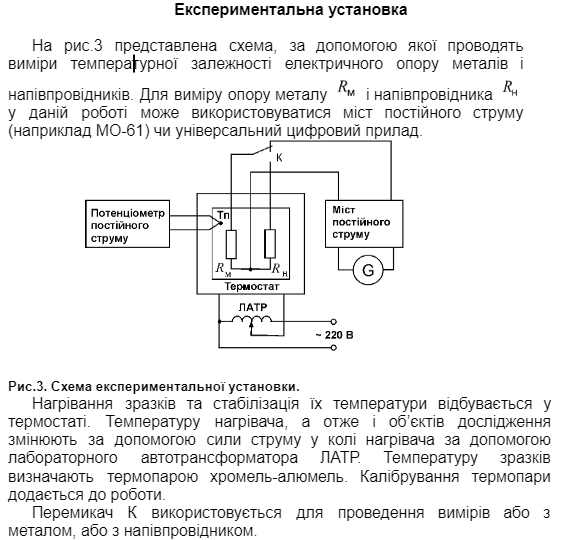 Експериментальна установка
На рис.3 представлена схема, за допомогою якої проводять
виміри температурної залежності електричного опору металів і
напівпровідників. Для виміру опору металу Rм і напівпровідника Rн
у даній роботі може використовуватися міст постійного струму
(наприклад МО-61) чи універсальний цифровий прилад.
К
Потенціометр
постійного
струму
Тп
Міст
постійного
струму
G
Rм
Rн
Термостат
ЛАТР
~ 220 В
Рис.3. Схема експериментальної установки.
Нагрівання зразків та стабілізація їх температури відбувається у
термостаті. Температуру нагрівача, а отже і об’єктів дослідження
змінюють за допомогою сили струму у колі нагрівача за допомогою
лабораторного автотрансформатора ЛАТР. Температуру зразків
визначають термопарою хромель-алюмель. Калібрування термопари
додається до роботи.
Перемикач К використовується для проведення вимірів або з
металом, або з напівпровідником.